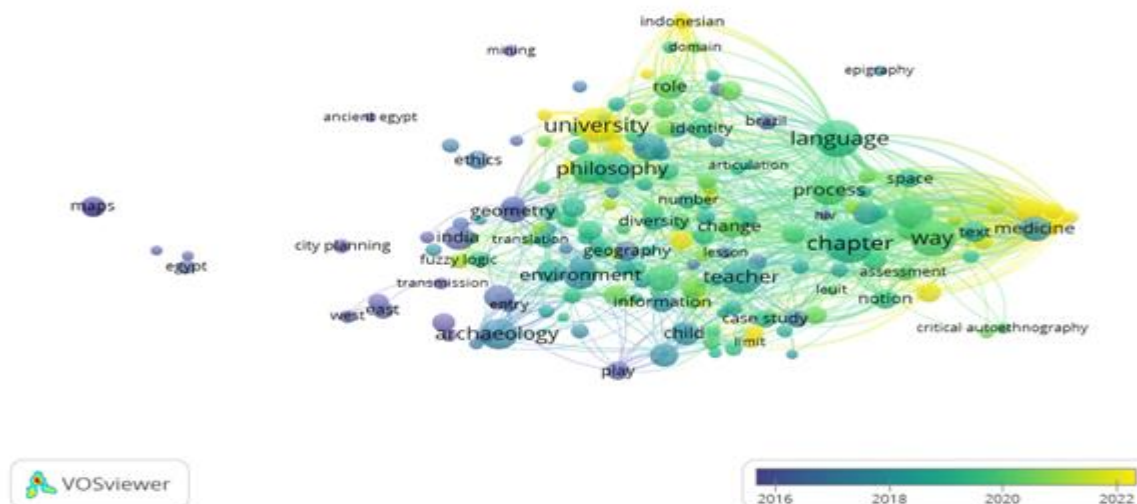 indonesian
mining
domain
epigraphy
role
ancient egypt
university
identity
brazil
language
ethics
philosophy
articulation
process
space
maps
geometry
number
hiv
diversity
change
chapter
way
text
medicine
india
translation
city planning
geography
lesson
fuzzy logic
egypt
environment
teacher
assessment
transmission
entry
information
leuit
notion
west
east
archaeology
child
case study
limit
critical autoethnography
play
VOSviewer
2016
2018
2020
2022